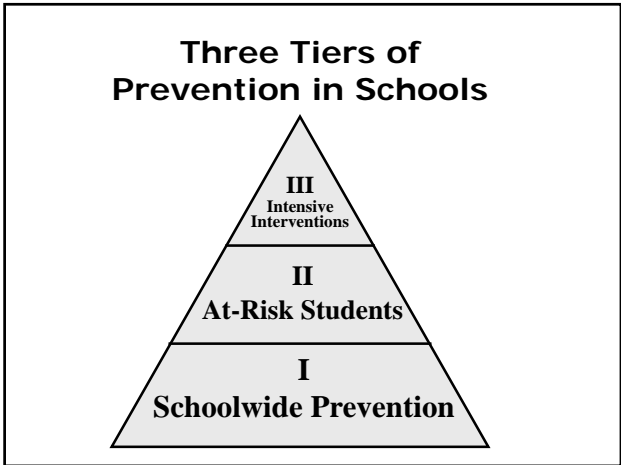 Three Tiers of
Prevention in Schools
III
Intensive
Interventions
II
At-Risk Students
I
Schoolwide Prevention